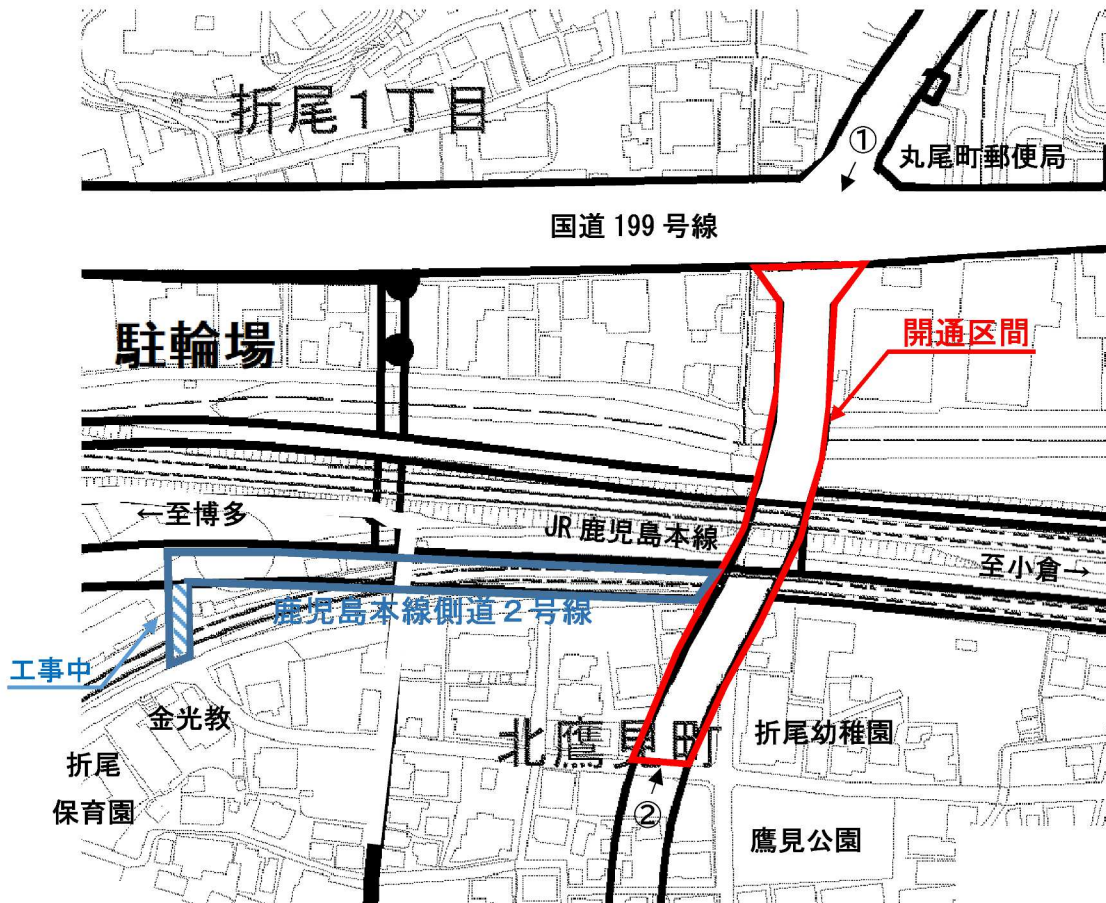 折尾1丁目
①
丸尾町郵便局
国道 199 号線
駐輪場
開通区間
←至博多
JR 鹿児島本線
至小倉→
鹿児島本線側道２号線
工事中
金光教
北鷹見町
折尾幼稚園
折尾
保育園
②
鷹見公園